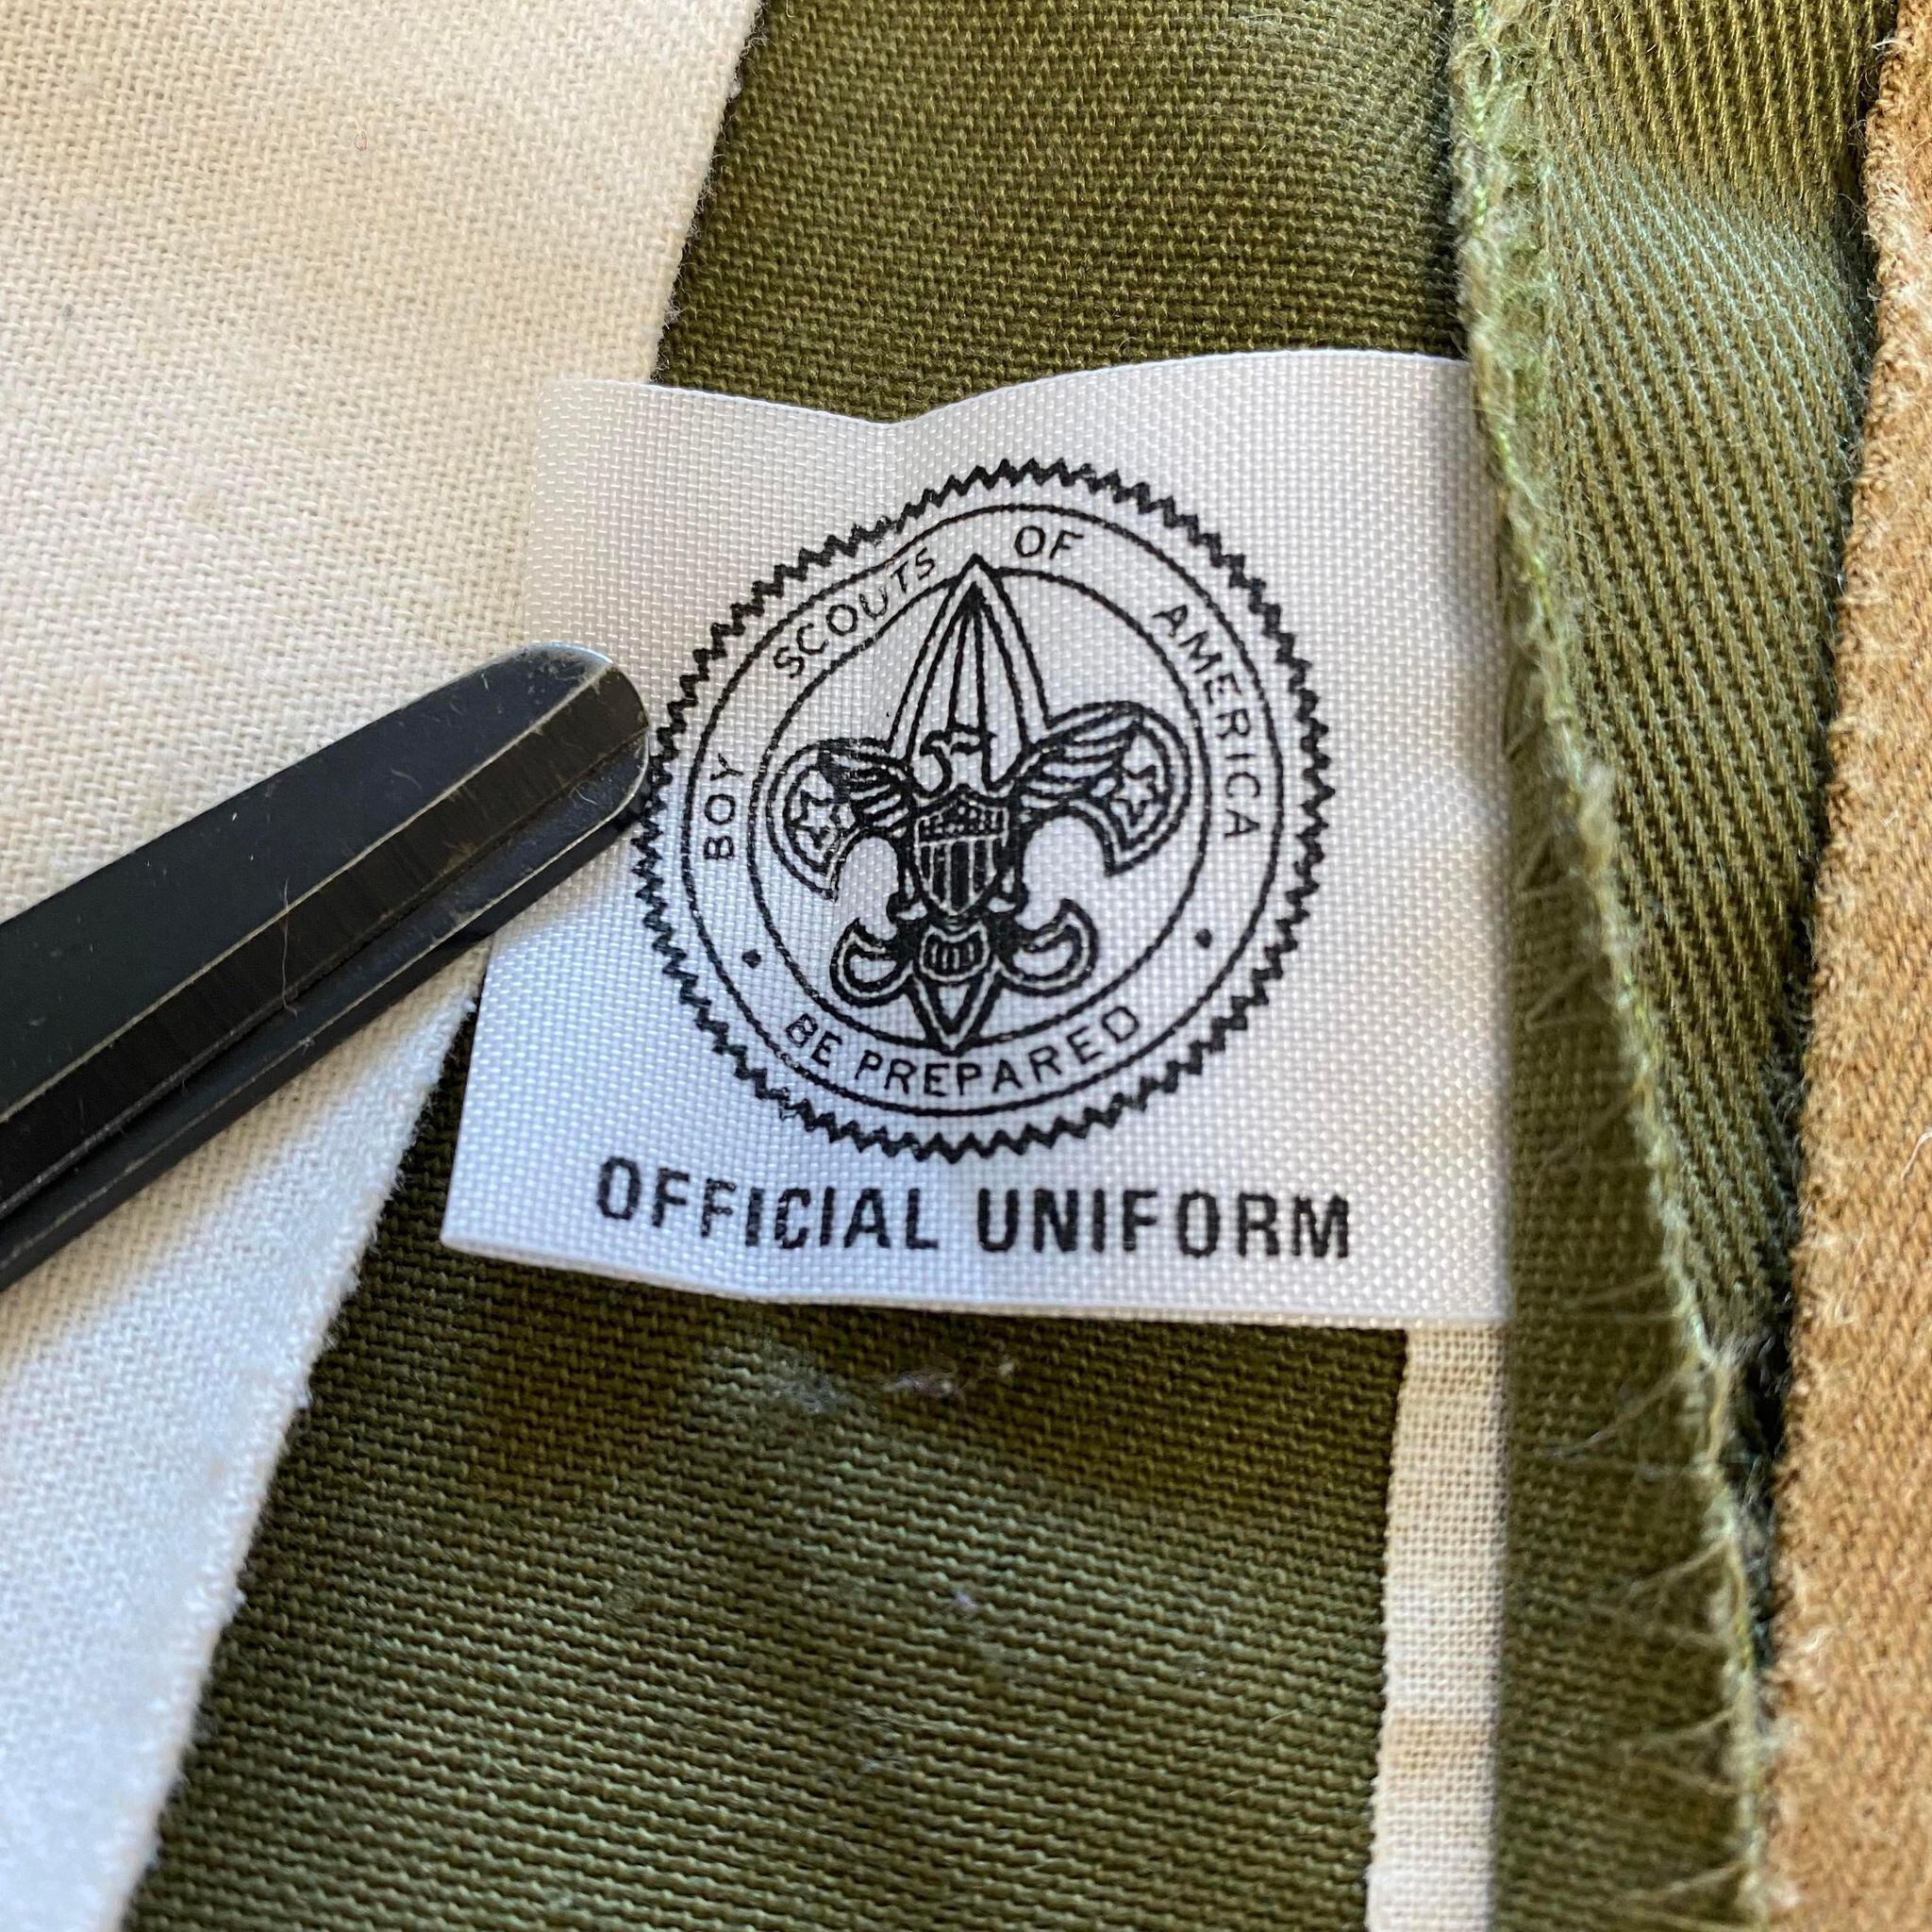 BOY SCOUTS OF AMERICA
BE PREPARED
OFFICIAL UNIFORM